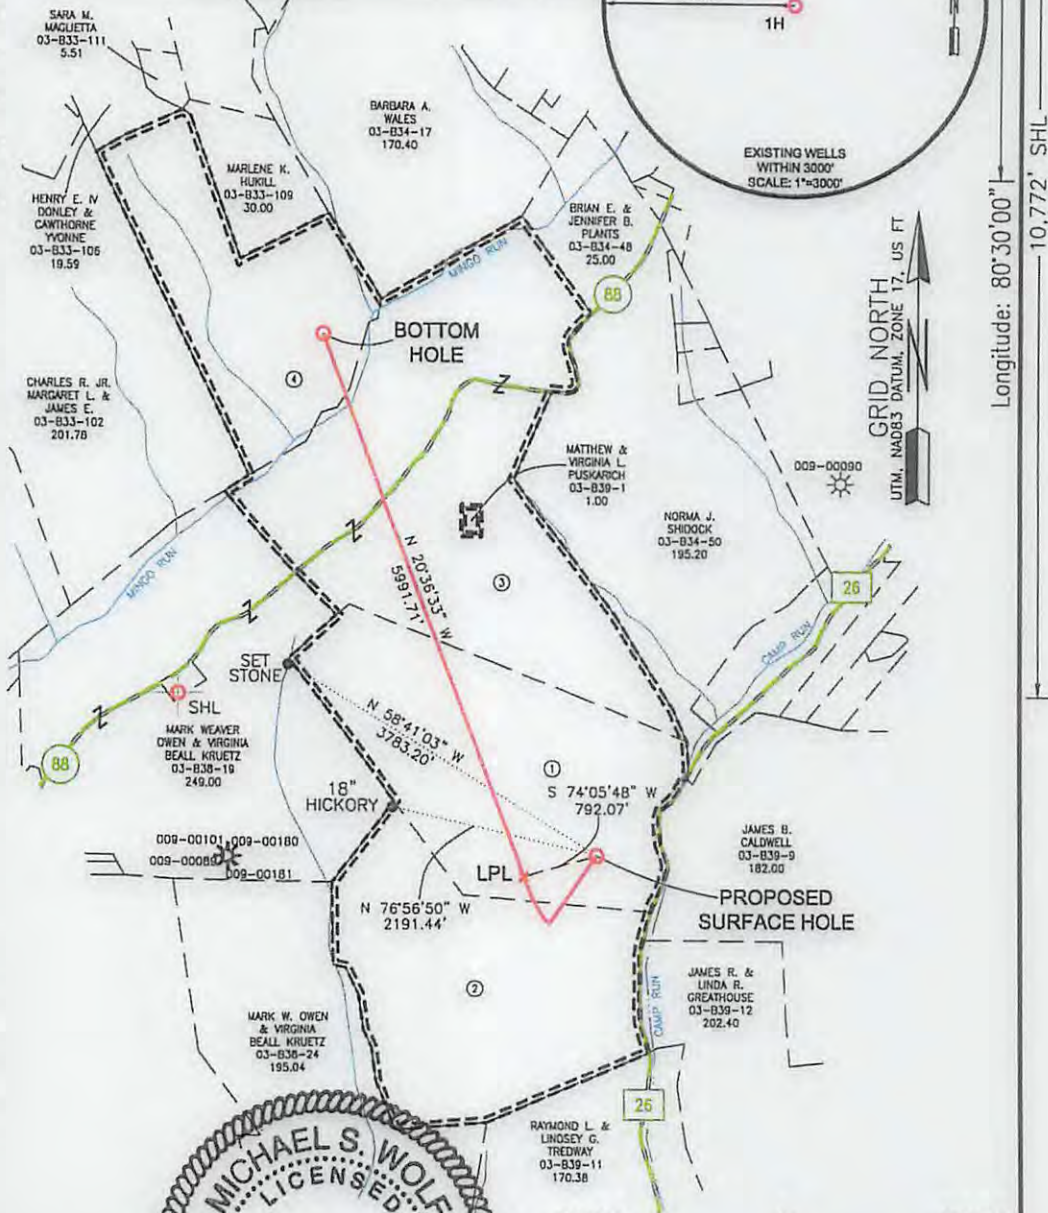 SARA M.
MAGUETTA
03-B33-111
5.51
1H
BARBARA A.
WALES
03-B34-17
170.40
EXISTING WELLS
WITHIN 3000'
SCALE: 1"=3000'
10,772' SHL
Longitude: 80°30'00"
MARLENE K.
HUKILL
03-B33-109
30.00
HENRY E. IV
DONLEY &
CAWTHORNE
YVONNE
03-B33-106
19.59
BRIAN E. &
JENNIFER B.
PLANTS
03-B34-48
25.00
MINGO RUN
88
GRID NORTH
UTM, NAD83 DATUM, ZONE 17, US FT
BOTTOM
HOLE
4
CHARLES R. JR.
MARGARET L. &
JAMES E.
03-B33-102
201.78
Z
MATTHEW &
VIRGINIA L.
PUSKARICH
03-B39-1
1.00
009-00090
NORMA J.
SHIDOCK
03-B34-50
195.20
Z
N 20°36'33" W
5991.71'
3
MINGO RUN
26
Z
CAMP RUN
SET
STONE
SHL
Z
MARK WEAVER
OWEN & VIRGINIA
BEALL KRUETZ
03-B38-19
249.00
88
N 58°41'03" W
3783.20'
1
S 74°05'48" W
792.07'
18"
HICKORY
009-00101
009-00180
009-00089
009-00181
JAMES B.
CALDWELL
03-B39-9
182.00
LPL
PROPOSED
SURFACE HOLE
N 76°56'50" W
2191.44'
2
JAMES R. &
LINDA R.
GREATHOUSE
03-B39-12
202.40
CAMP RUN
MARK W. OWEN
& VIRGINIA
BEALL KRUETZ
03-B38-24
195.04
26
RAYMOND L. &
LINDSEY G.
TREDWAY
03-B39-11
170.38
MICHAEL S. WOLF
LICENSED